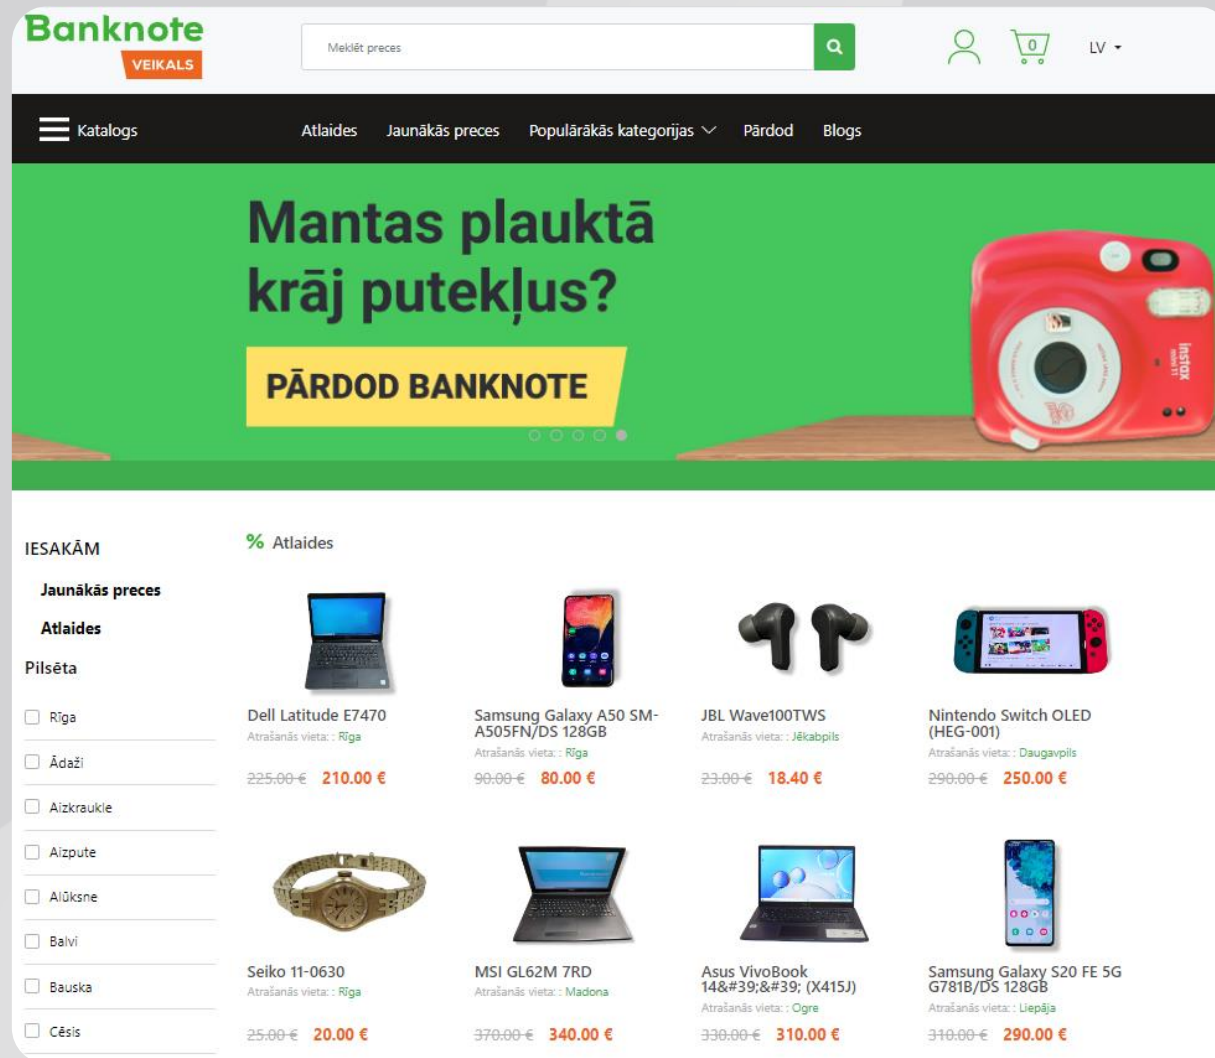 Banknote
VEIKALS
Meklēt preces
0
LV
Katalogs
Atlaides
Jaunākās preces
Populārākās kategorijas
Pārdod
Blogs
Mantas plauktā
krāj putekļus?
PĀRDOD BANKNOTE
instax
mini 11
IESAKĀM
Jaunākās preces
Atlaides
Pilsēta
Rīga
Ādaži
Aizkraukle
Aizpute
Alūksne
Balvi
Bauska
Cēsis
% Atlaides
Dell Latitude E7470
Atrašanās vieta: : Rīga
225.00 € 210.00 €
Samsung Galaxy A50 SM-
A505FN/DS 128GB
Atrašanās vieta: : Rīga
90.00 € 80.00 €
JBL Wave100TWS
Atrašanās vieta: : Jēkabpils
23.00 € 18.40 €
Nintendo Switch OLED
(HEG-001)
Atrašanās vieta: : Daugavpils
290.00 € 250.00 €
Seiko 11-0630
Atrašanās vieta: : Rīga
25.00 € 20.00 €
MSI GL62M 7RD
Atrašanās vieta: : Madona
370.00 € 340.00 €
Asus VivoBook
14&#39;&#39; (X415J)
Atrašanās vieta: : Ogre
330.00 € 310.00 €
Samsung Galaxy S20 FE 5G
G781B/DS 128GB
Atrašanās vieta: : Liepāja
310.00 € 290.00 €